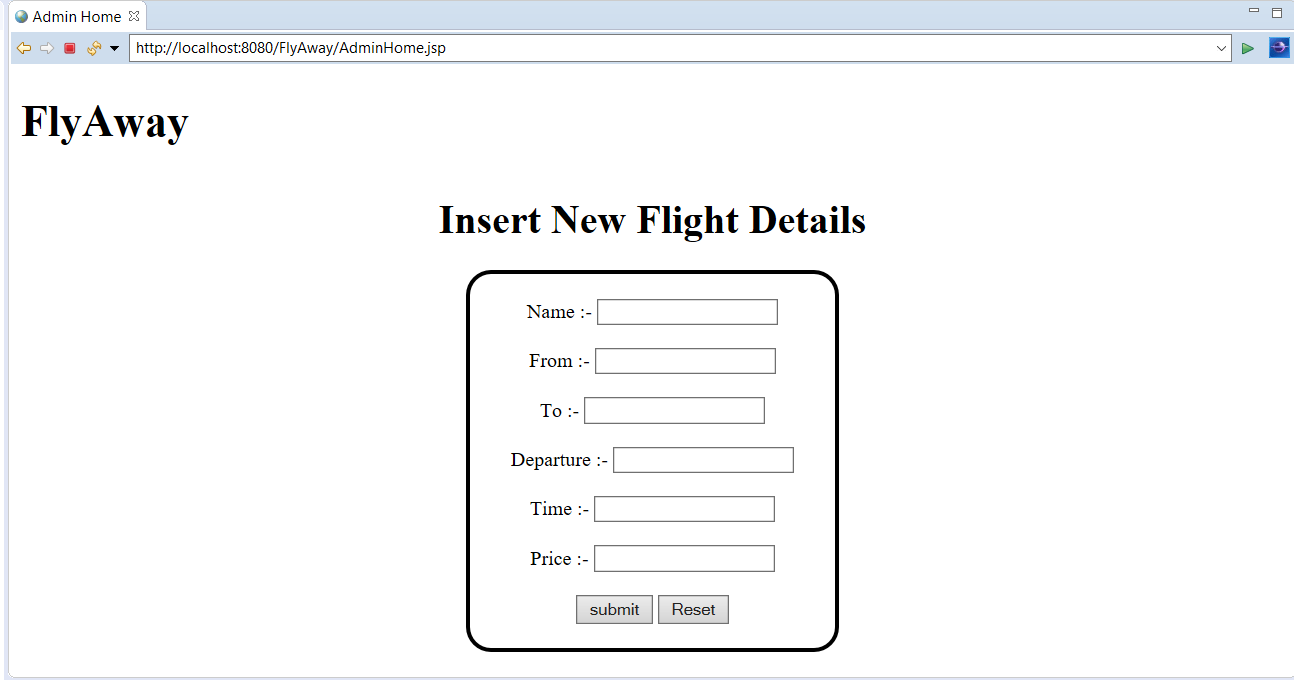 Admin Home
http://localhost:8080/FlyAway/AdminHome.jsp
FlyAway
Insert New Flight Details
Name :-
From :-
To :-
Departure :-
Time :-
Price :-
submit Reset